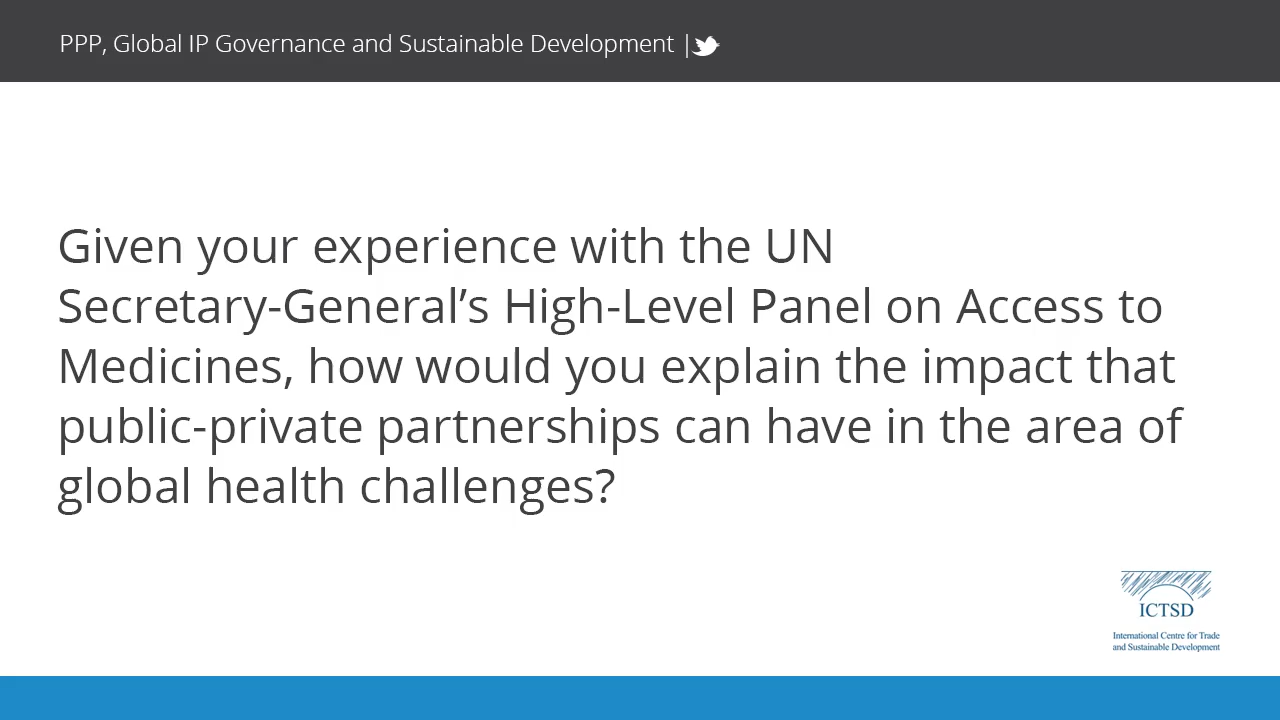 PPP, Global IP Governance and Sustainable Development |
Given your experience with the UN
Secretary-General’s High-Level Panel on Access to
Medicines, how would you explain the impact that
public-private partnerships can have in the area of
global health challenges?
ICTSD
International Centre for Trade
and Sustainable Development